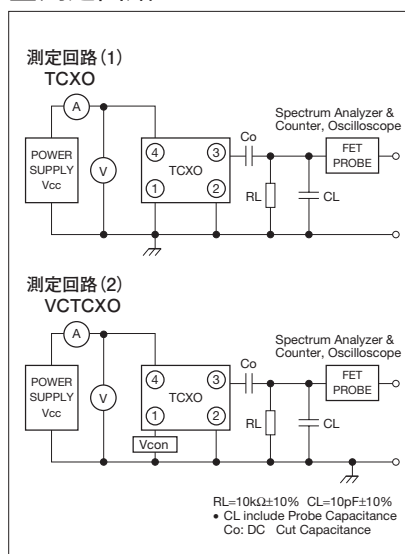 測定回路(1)
TCXO
A
POWER
SUPPLY
Vcc
V
4
3
TCXO
1
2
Co
RL
CL
Spectrum Analyzer &
Counter, Oscilloscope
FET
PROBE
測定回路(2)
VCTCXO
A
POWER
SUPPLY
Vcc
V
4
3
TCXO
1
2
Vcon
Co
RL
CL
Spectrum Analyzer &
Counter, Oscilloscope
FET
PROBE
RL=10kΩ±10% CL=10pF±10%
• CL include Probe Capacitance
Co: DC Cut Capacitance